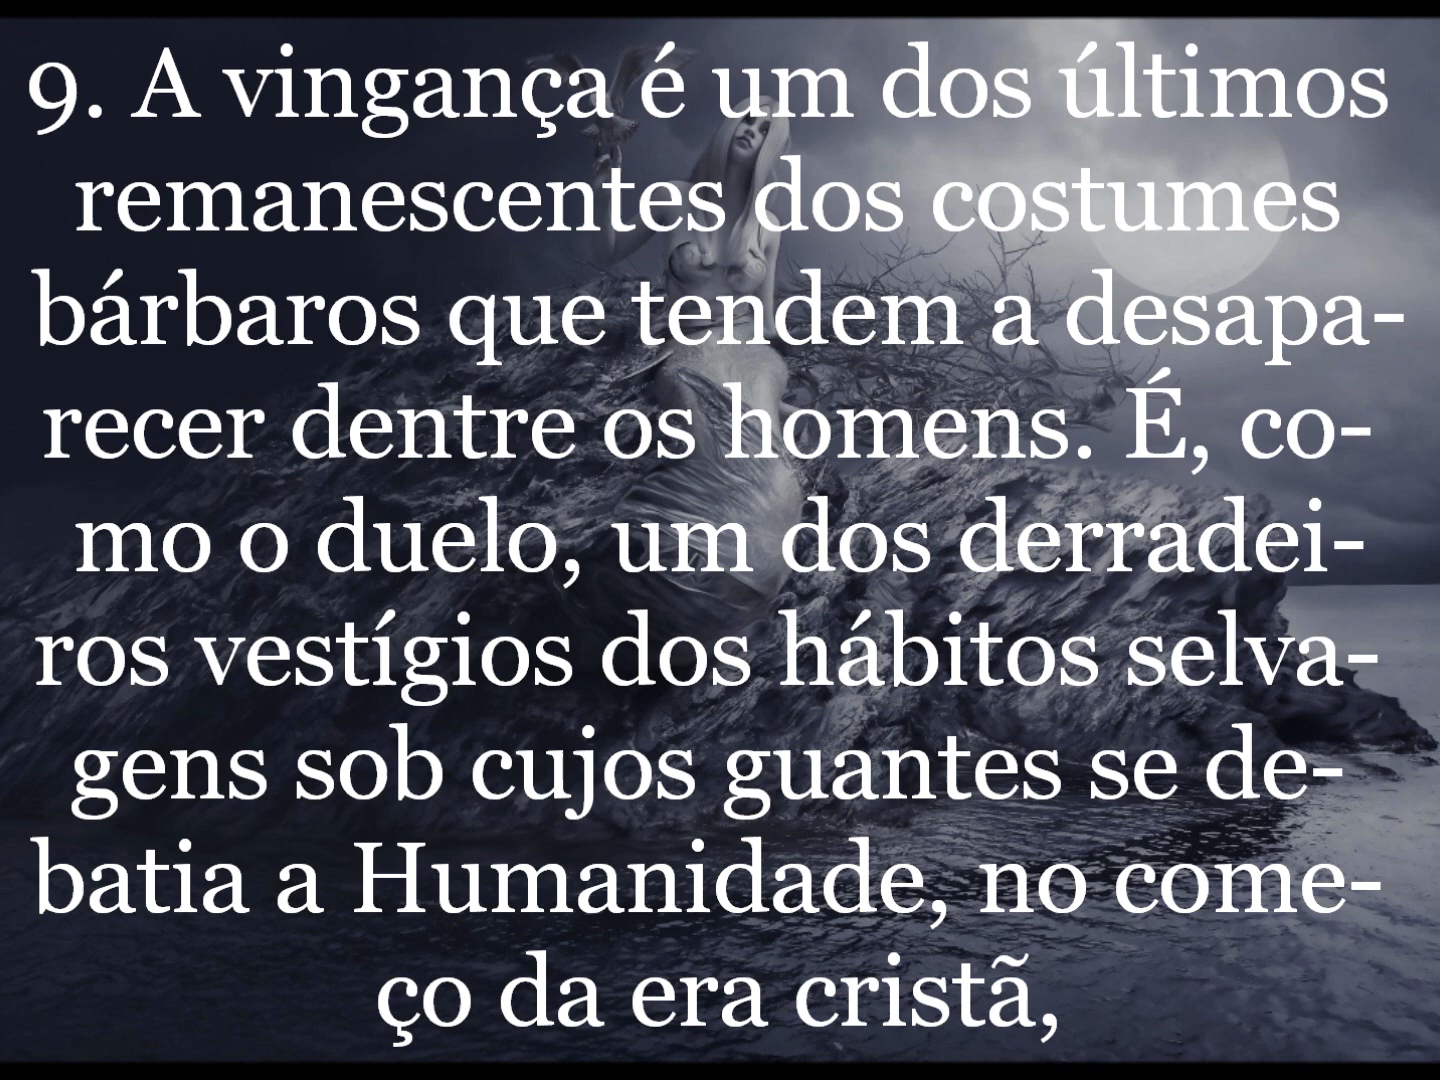 9. A vingança é um dos últimos
remanescentes dos costumes
bárbaros que tendem a desapa-
recer dentre os homens. É, co-
mo o duelo, um dos derradei-
ros vestígios dos hábitos selva-
gens sob cujos guantes se de-
batia a Humanidade, no come-
ço da era cristã,